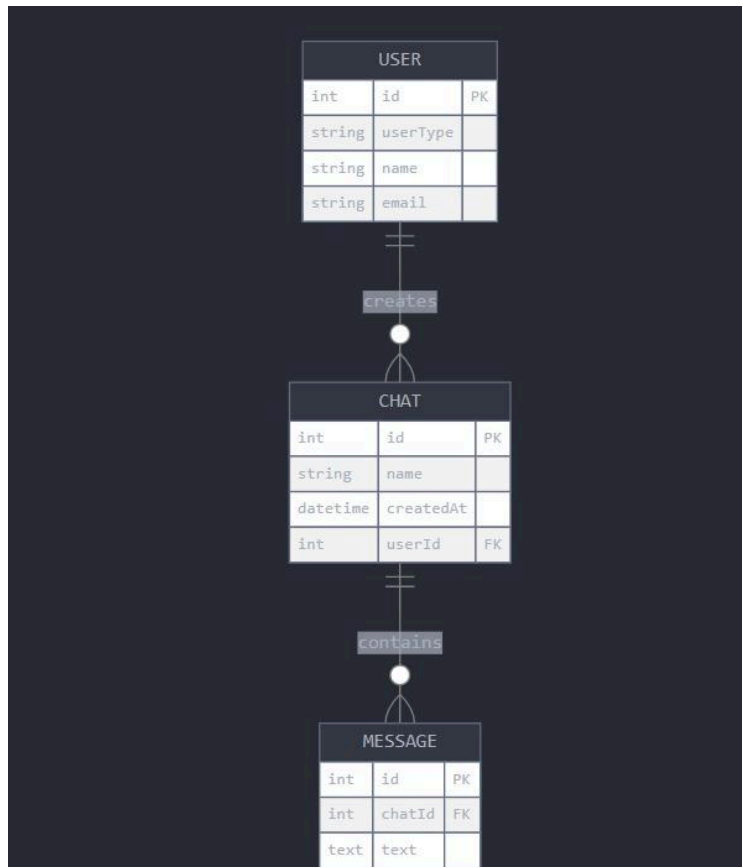 USER
int id PK
string userType
string name
string email
creates
CHAT
int id PK
string name
datetime createdAt
int userId FK
contains
MESSAGE
int id PK
int chatId FK
text text